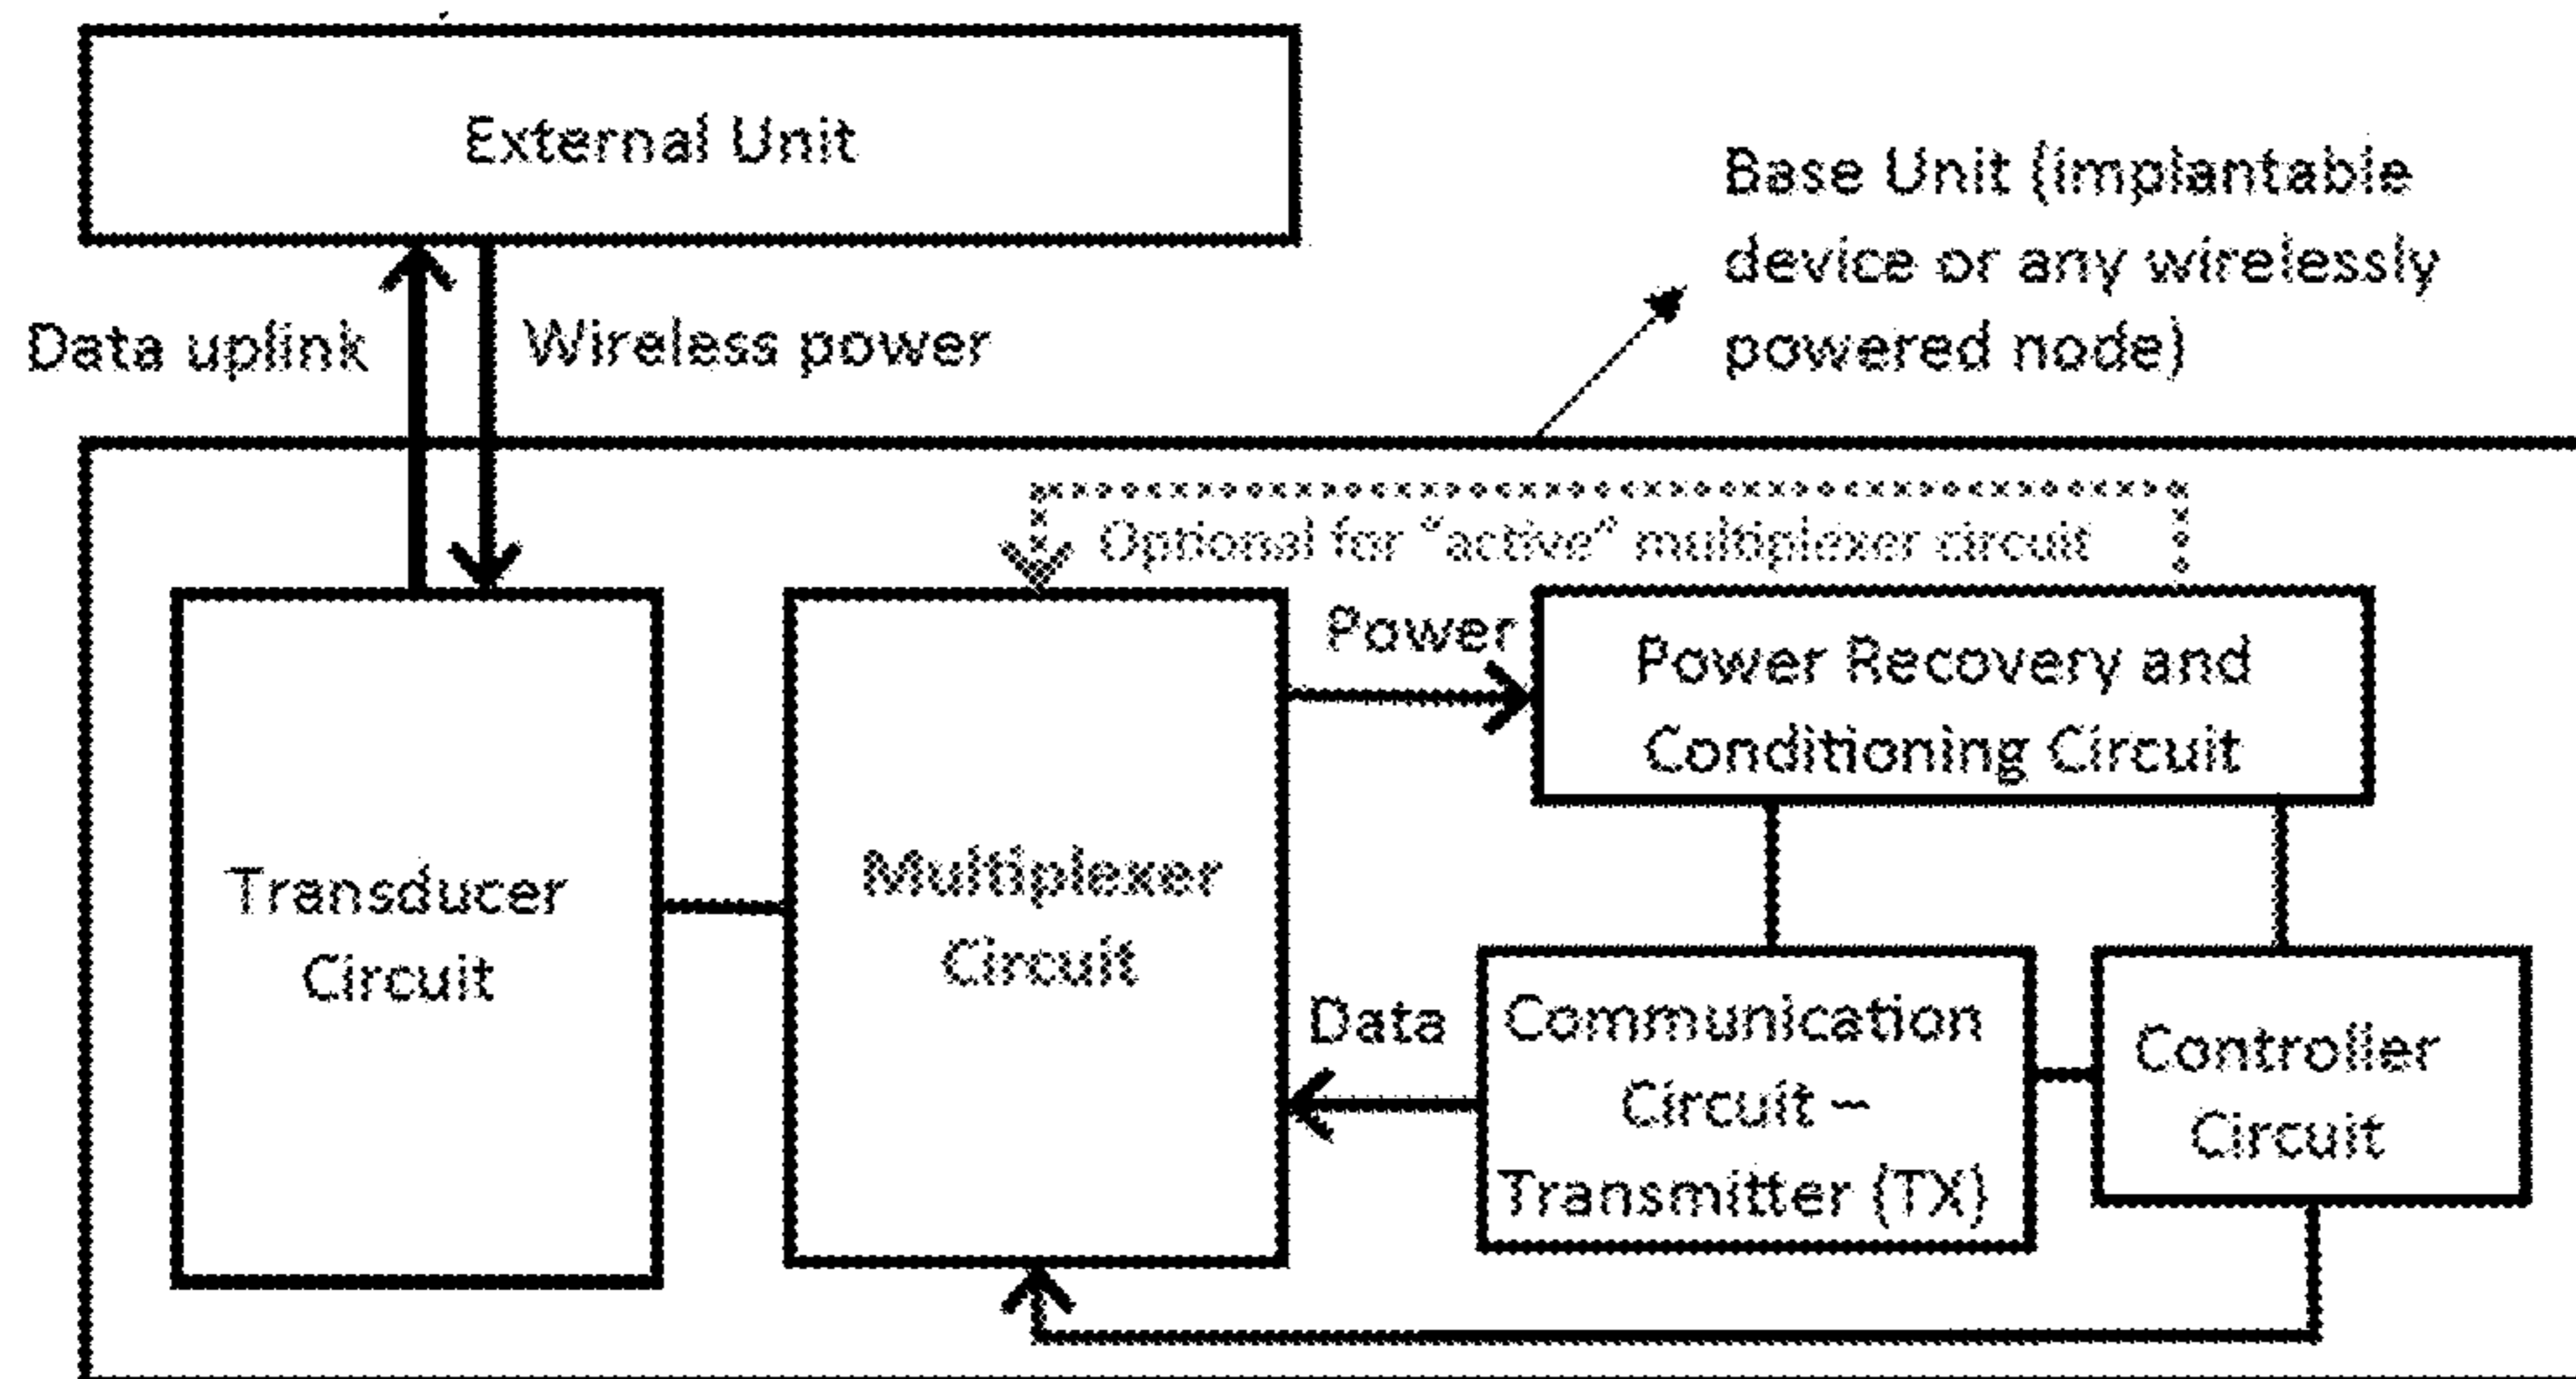 External Unit
Base Unit (implantable
device or any wirelessly
powered node)
Data uplink
Wireless power
Optional for "active" multiplexer circuit
Power
Power Recovery and
Conditioning Circuit
Transducer
Circuit
Multiplexer
Circuit
Data
Communication
Circuit –
Transmitter (TX)
Controller
Circuit